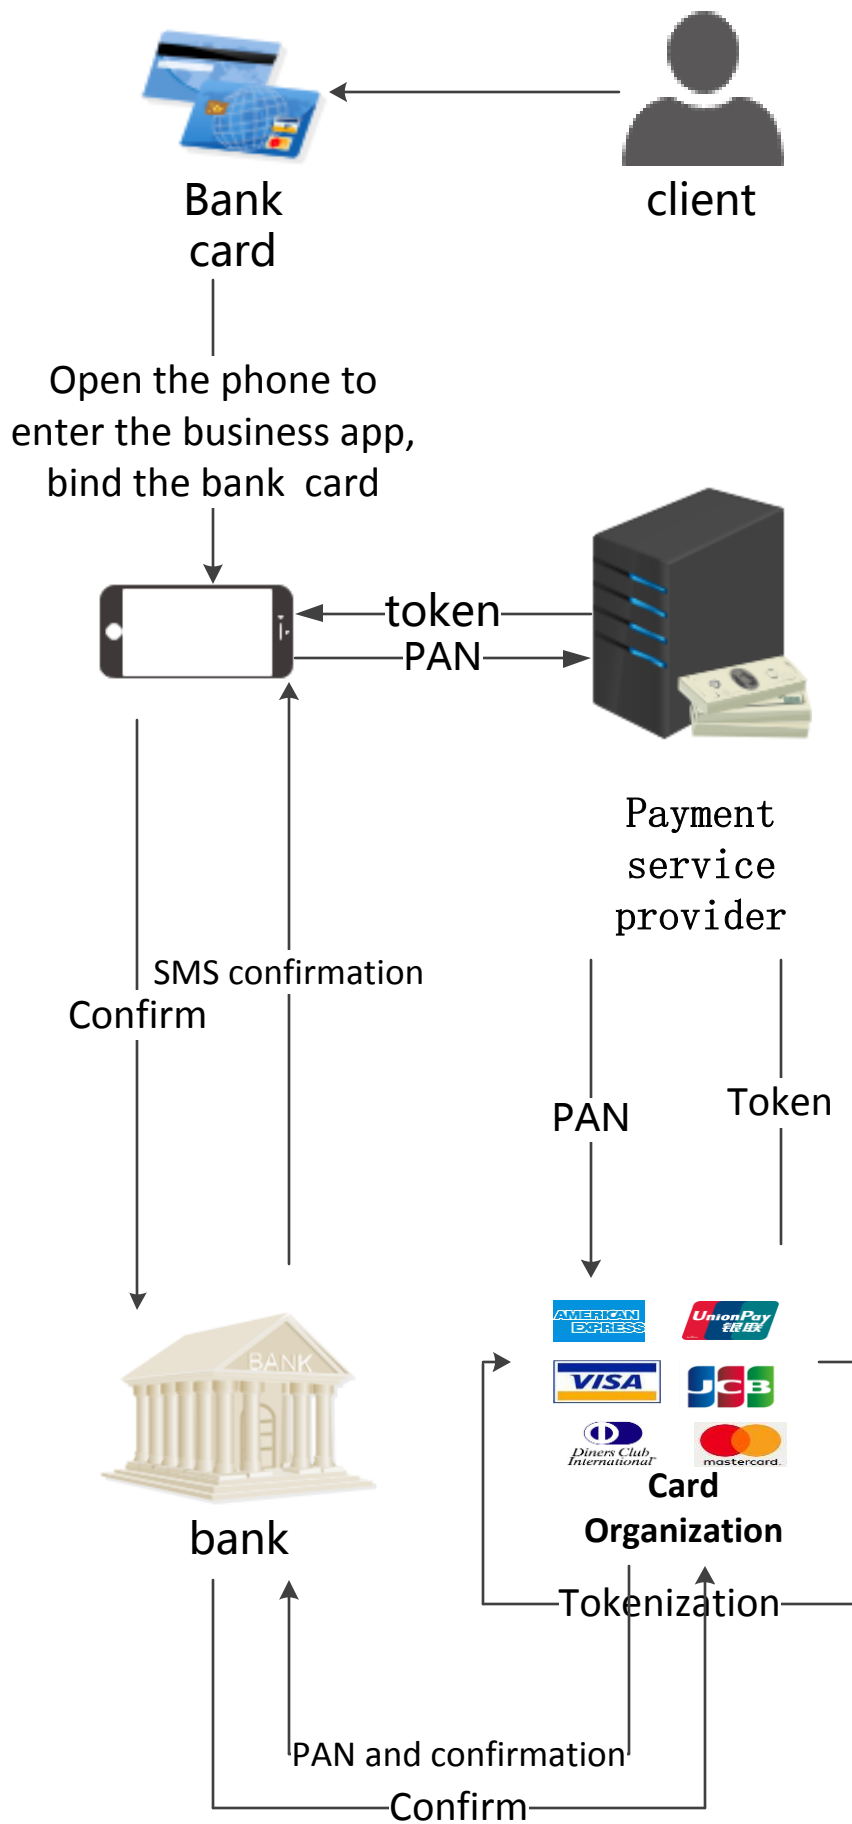 Bank
card
client
Open the phone to
enter the business app,
bind the bank card
token
PAN
Payment
service
provider
SMS confirmation
Confirm
PAN
Token
AMERICAN
EXPRESS
UnionPay
银联
BANK
VISA
JCB
Diners Club
International
mastercard.
Card
Organization
bank
Tokenization
PAN and confirmation
Confirm